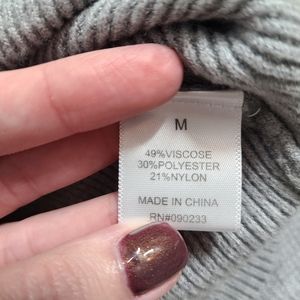 M
49%VISCOSE
30%POLYESTER
21%NYLON
MADE IN CHINA
RN#090233